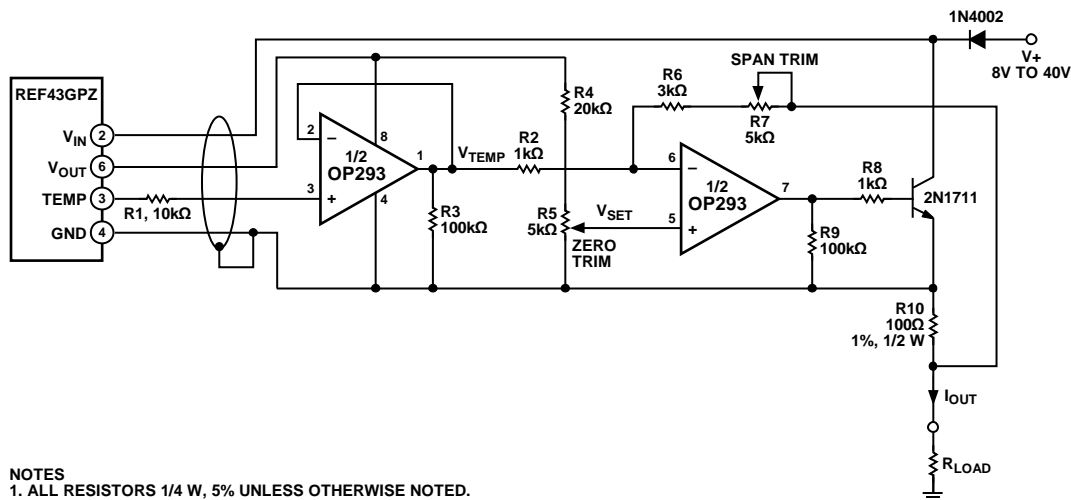 1N4002
V+
8V TO 40V
SPAN TRIM
REF43GPZ
R4
20kΩ
R6
3kΩ
R7
5kΩ
VIN 2
VOUT 6
TEMP 3
GND 4
R1, 10kΩ
2
−
8
1/2
OP293
1
3
+
4
VTEMP
R2
1kΩ
R3
100kΩ
R5
5kΩ
VSET
ZERO
TRIM
6
−
1/2
OP293
7
5
+
R8
1kΩ
2N1711
R9
100kΩ
R10
100Ω
1%, 1/2 W
IOUT
RLOAD
NOTES
1. ALL RESISTORS 1/4 W, 5% UNLESS OTHERWISE NOTED.